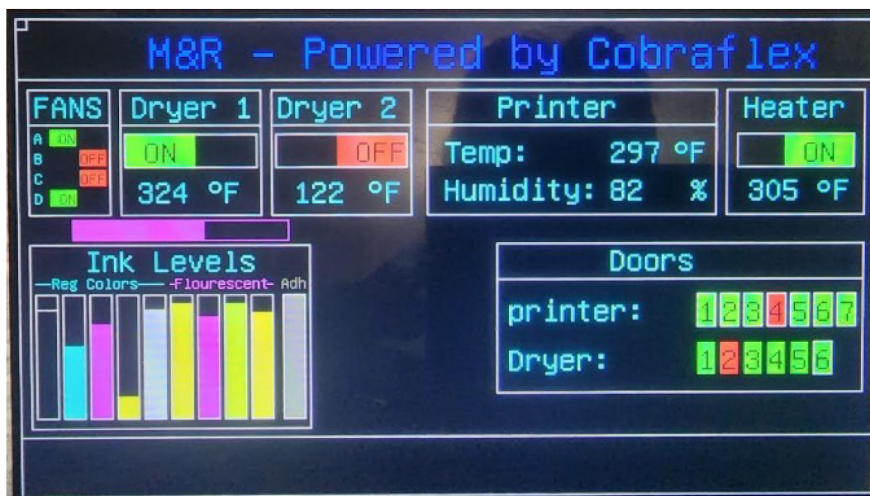 M&R - Powered by Cobraflex
FANS
A ON
B OFF
C OFF
D ON
Dryer 1
ON
324 °F
Dryer 2
OFF
122 °F
Printer
Temp: 297 °F
Humidity: 82 %
Heater
ON
305 °F
Ink Levels
Reg Colors
-Flourescent-
Adh
Doors
printer: 1 2 3 4 5 6 7
Dryer: 1 2 3 4 5 6